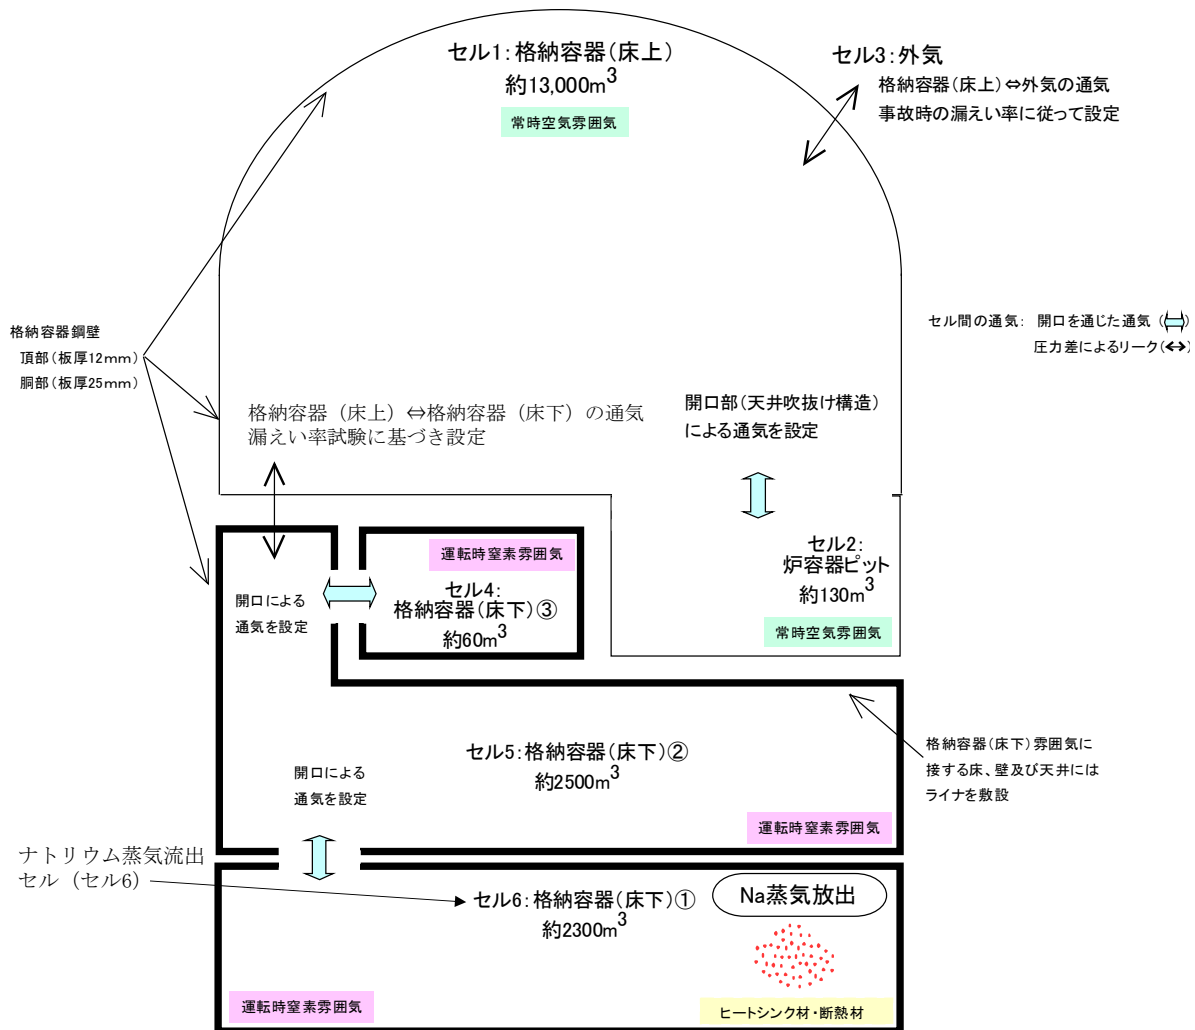 セル1：格納容器（床上）
約13,000m3
常時空気雰囲気
セル3：外気
格納容器（床上）⇔外気の通気
事故時の漏えい率に従って設定
格納容器鋼壁
頂部（板厚12mm）
胴部（板厚25mm）
セル間の通気： 開口を通じた通気（⇔）
圧力差によるリーク（↔）
格納容器（床上）⇔格納容器（床下）の通気
漏えい率試験に基づき設定
開口部（天井吹抜け構造）
による通気を設定
運転時窒素雰囲気
セル4：
格納容器（床下）③
約60m3
開口による
通気を設定
セル2：
炉容器ピット
約130m3
常時空気雰囲気
セル5：格納容器（床下）②
約2500m3
開口による
通気を設定
格納容器（床下）雰囲気に
接する床、壁及び天井には
ライナを敷設
運転時窒素雰囲気
ナトリウム蒸気流出
セル（セル6）
セル6：格納容器（床下）①
約2300m3
Na蒸気放出
運転時窒素雰囲気
ヒートシンク材・断熱材